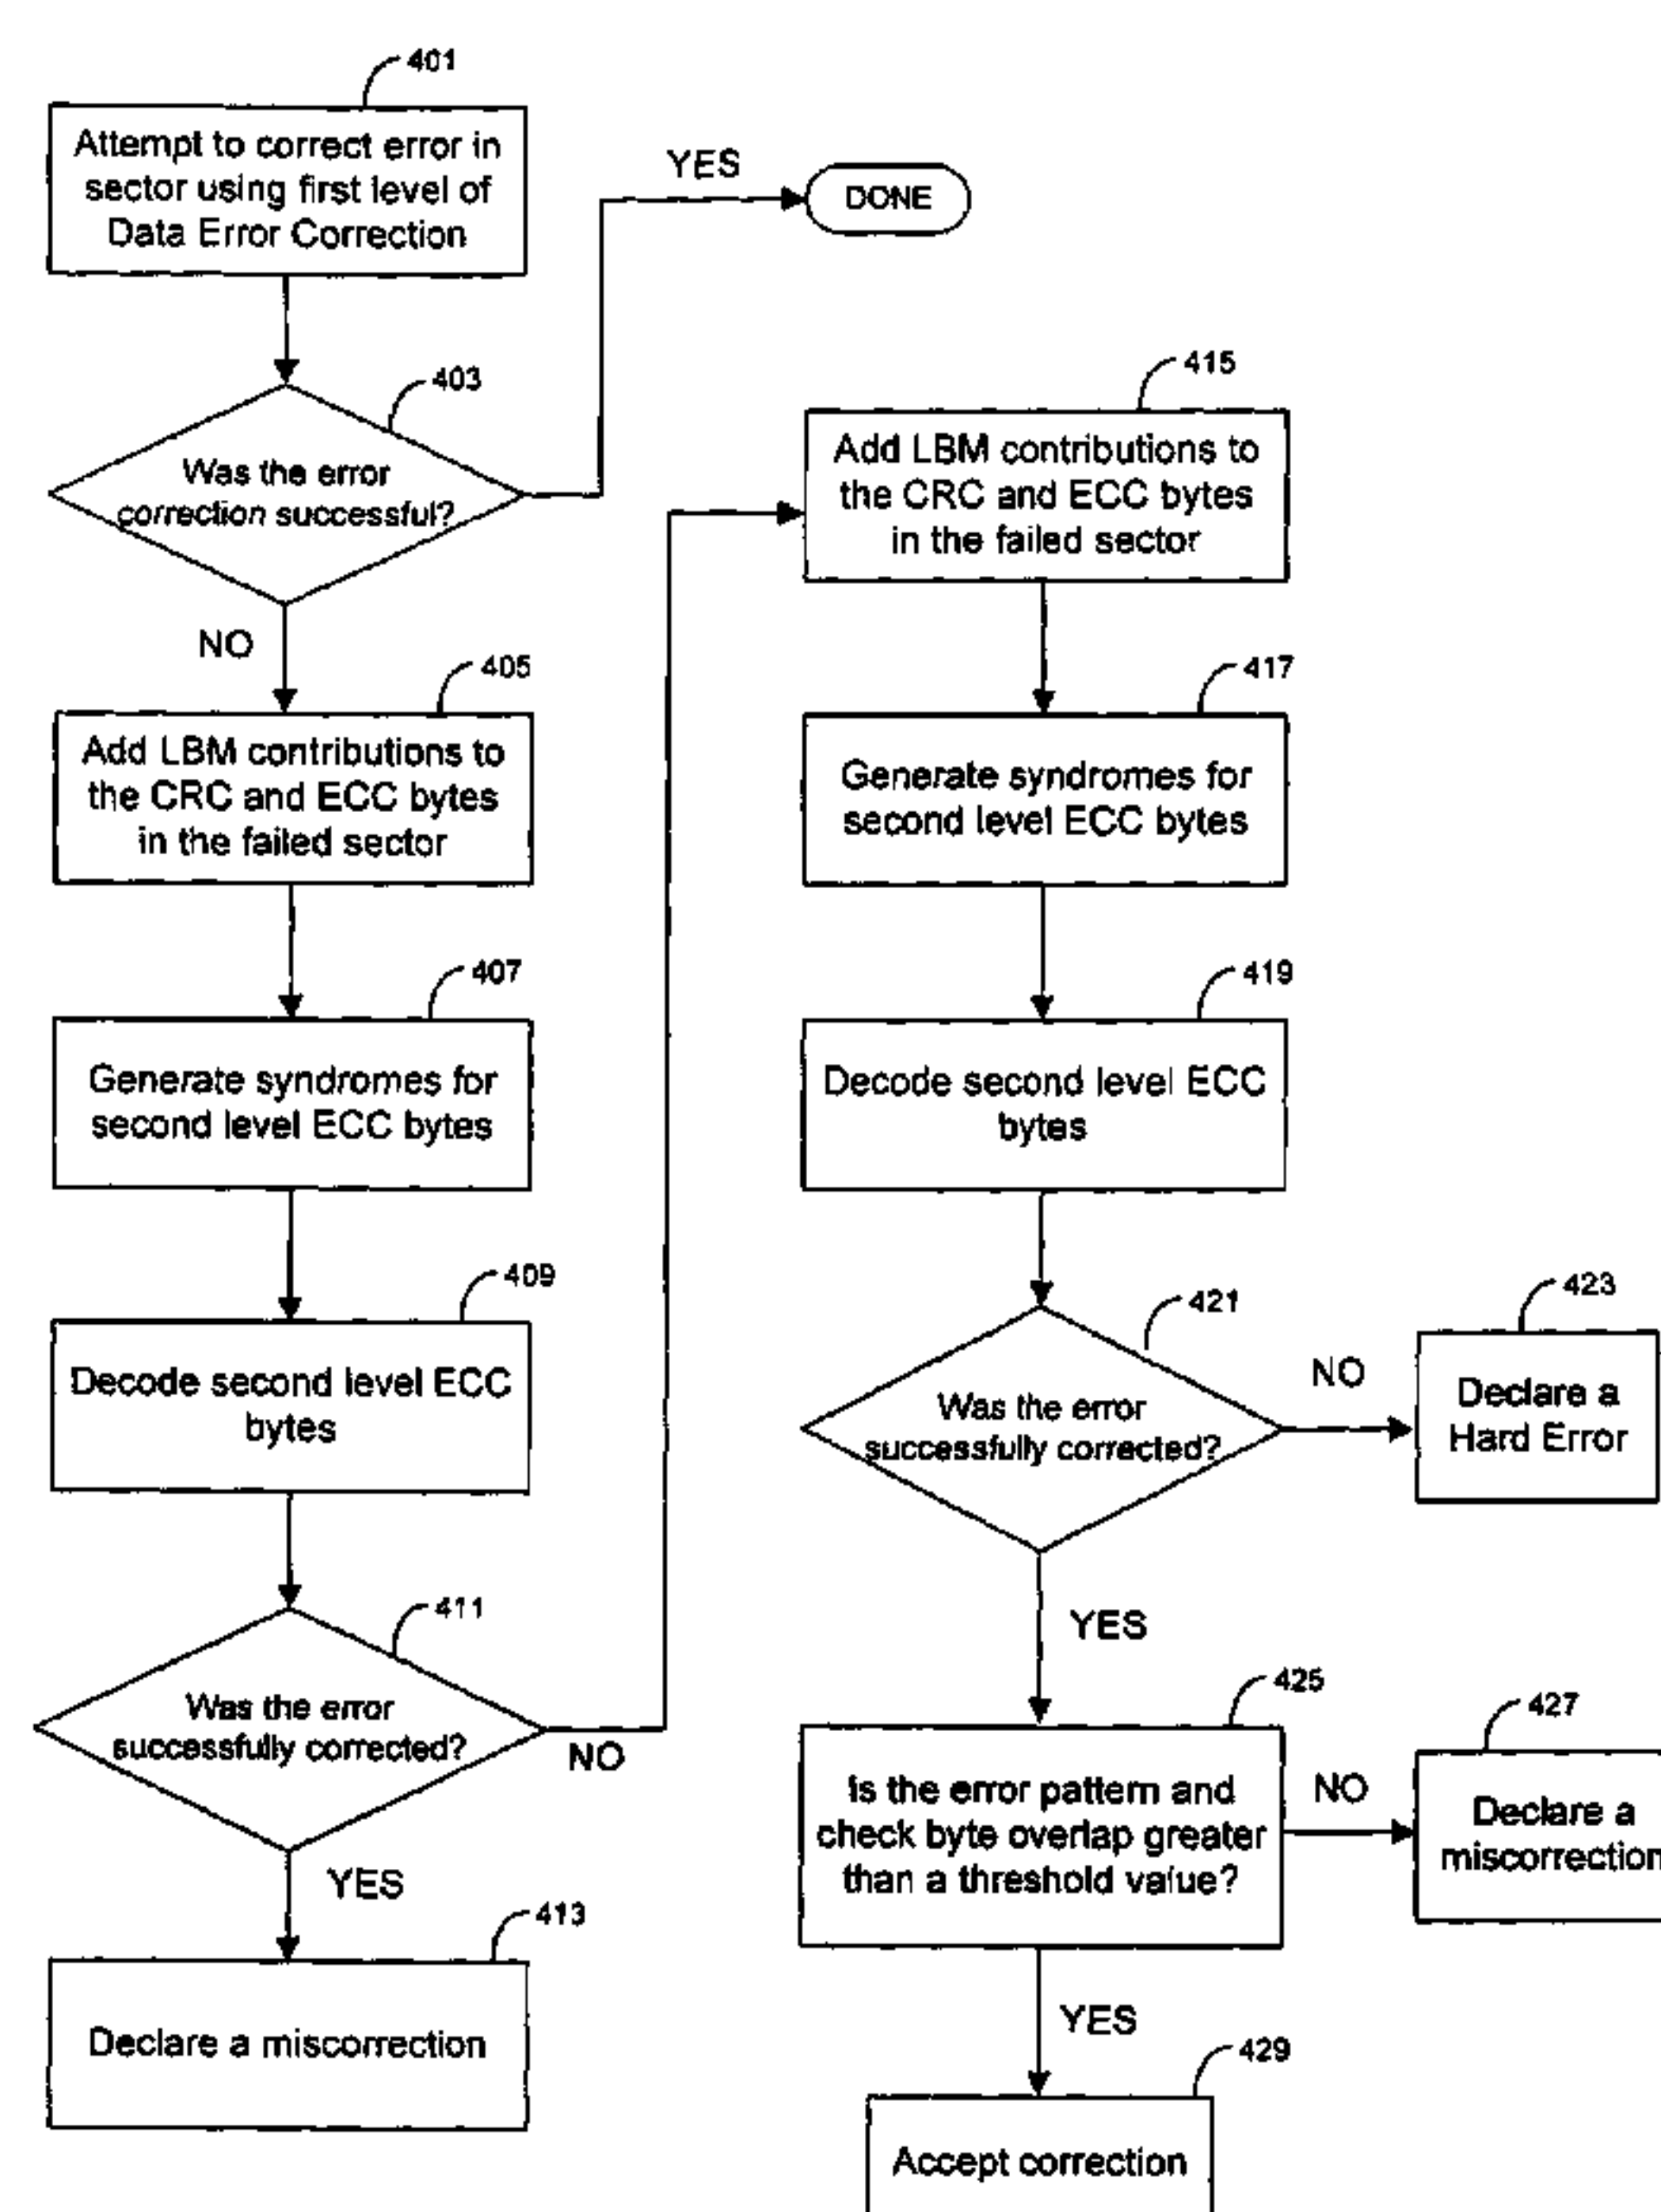 401
Attempt to correct error in
sector using first level of
Data Error Correction
YES
DONE
403
Was the error
correction successful?
NO
405
Add LBM contributions to
the CRC and ECC bytes
in the failed sector
407
Generate syndromes for
second level ECC bytes
409
Decode second level ECC
bytes
411
Was the error
successfully corrected?
NO
YES
413
Declare a miscorrection
415
Add LBM contributions to
the CRC and ECC bytes
in the failed sector
417
Generate syndromes for
second level ECC bytes
419
Decode second level ECC
bytes
421
Was the error
successfully corrected?
NO
423
Declare a
Hard Error
YES
425
Is the error pattern and
check byte overlap greater
than a threshold value?
NO
427
Declare a
miscorrection
YES
429
Accept correction